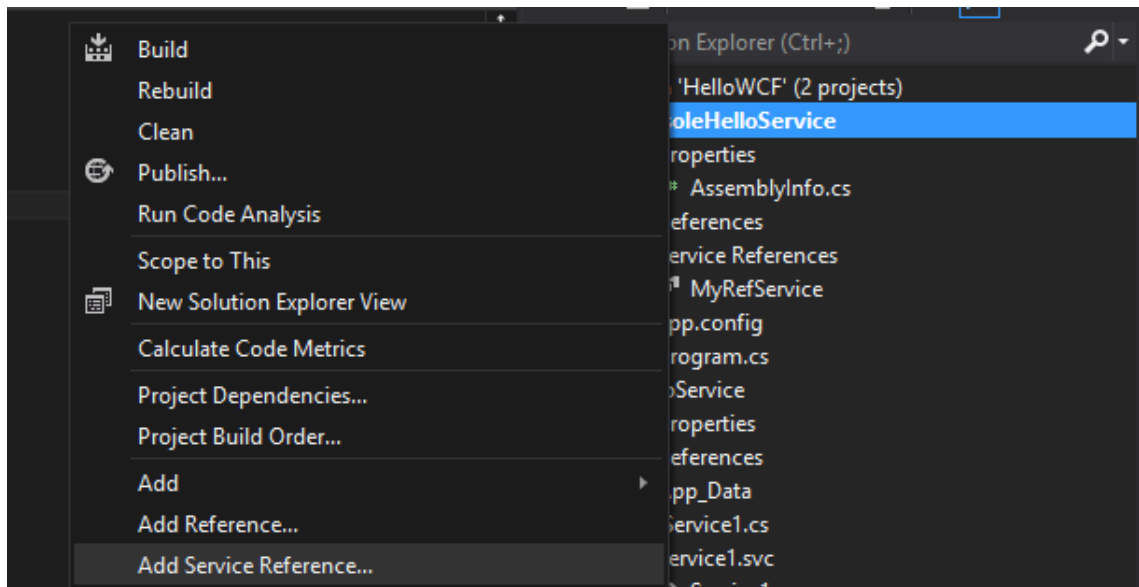 Build
Rebuild
Clean
Publish...
Run Code Analysis
Scope to This
New Solution Explorer View
Calculate Code Metrics
Project Dependencies...
Project Build Order...
Add
Add Reference...
Add Service Reference...
on Explorer (Ctrl+;)
'HelloWCF' (2 projects)
oleHelloService
roperties
AssemblyInfo.cs
eferences
ervice References
MyRefService
pp.config
rogram.cs
oService
roperties
eferences
pp_Data
Service1.cs
ervice1.svc